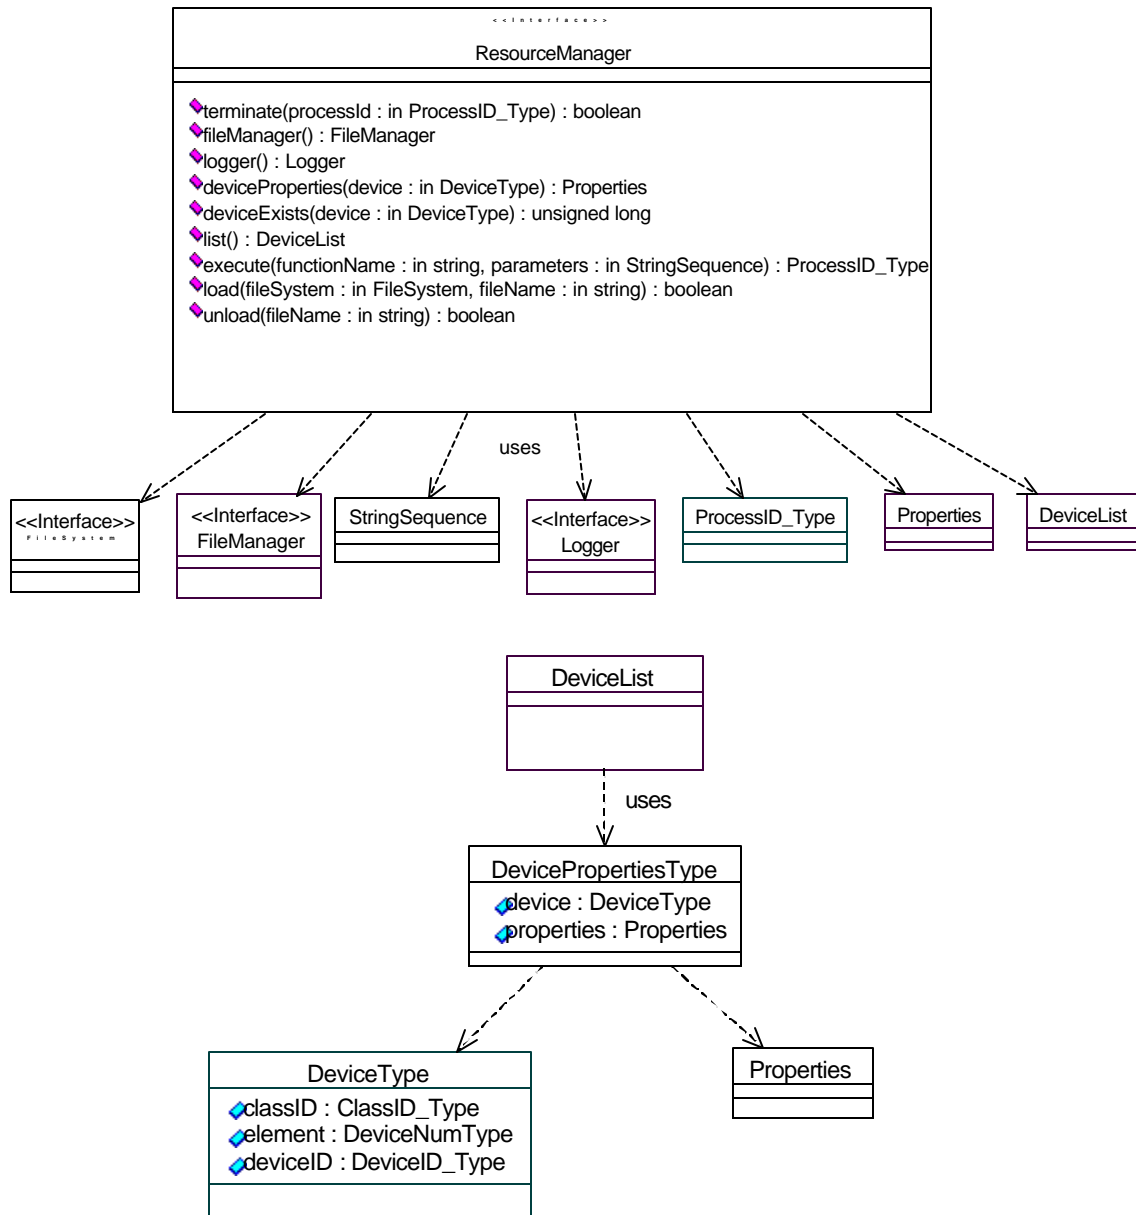 <<Interface>>
ResourceManager
terminate(processId : in ProcessID_Type) : boolean
fileManager() : FileManager
logger() : Logger
deviceProperties(device : in DeviceType) : Properties
deviceExists(device : in DeviceType) : unsigned long
list() : DeviceList
execute(functionName : in string, parameters : in StringSequence) : ProcessID_Type
load(fileSystem : in FileSystem, fileName : in string) : boolean
unload(fileName : in string) : boolean
uses
<<Interface>>
FileSystem
<<Interface>>
FileManager
StringSequence
<<Interface>>
Logger
ProcessID_Type
Properties
DeviceList
DeviceList
uses
DevicePropertiesType
device : DeviceType
properties : Properties
DeviceType
classID : ClassID_Type
element : DeviceNumType
deviceID : DeviceID_Type
Properties